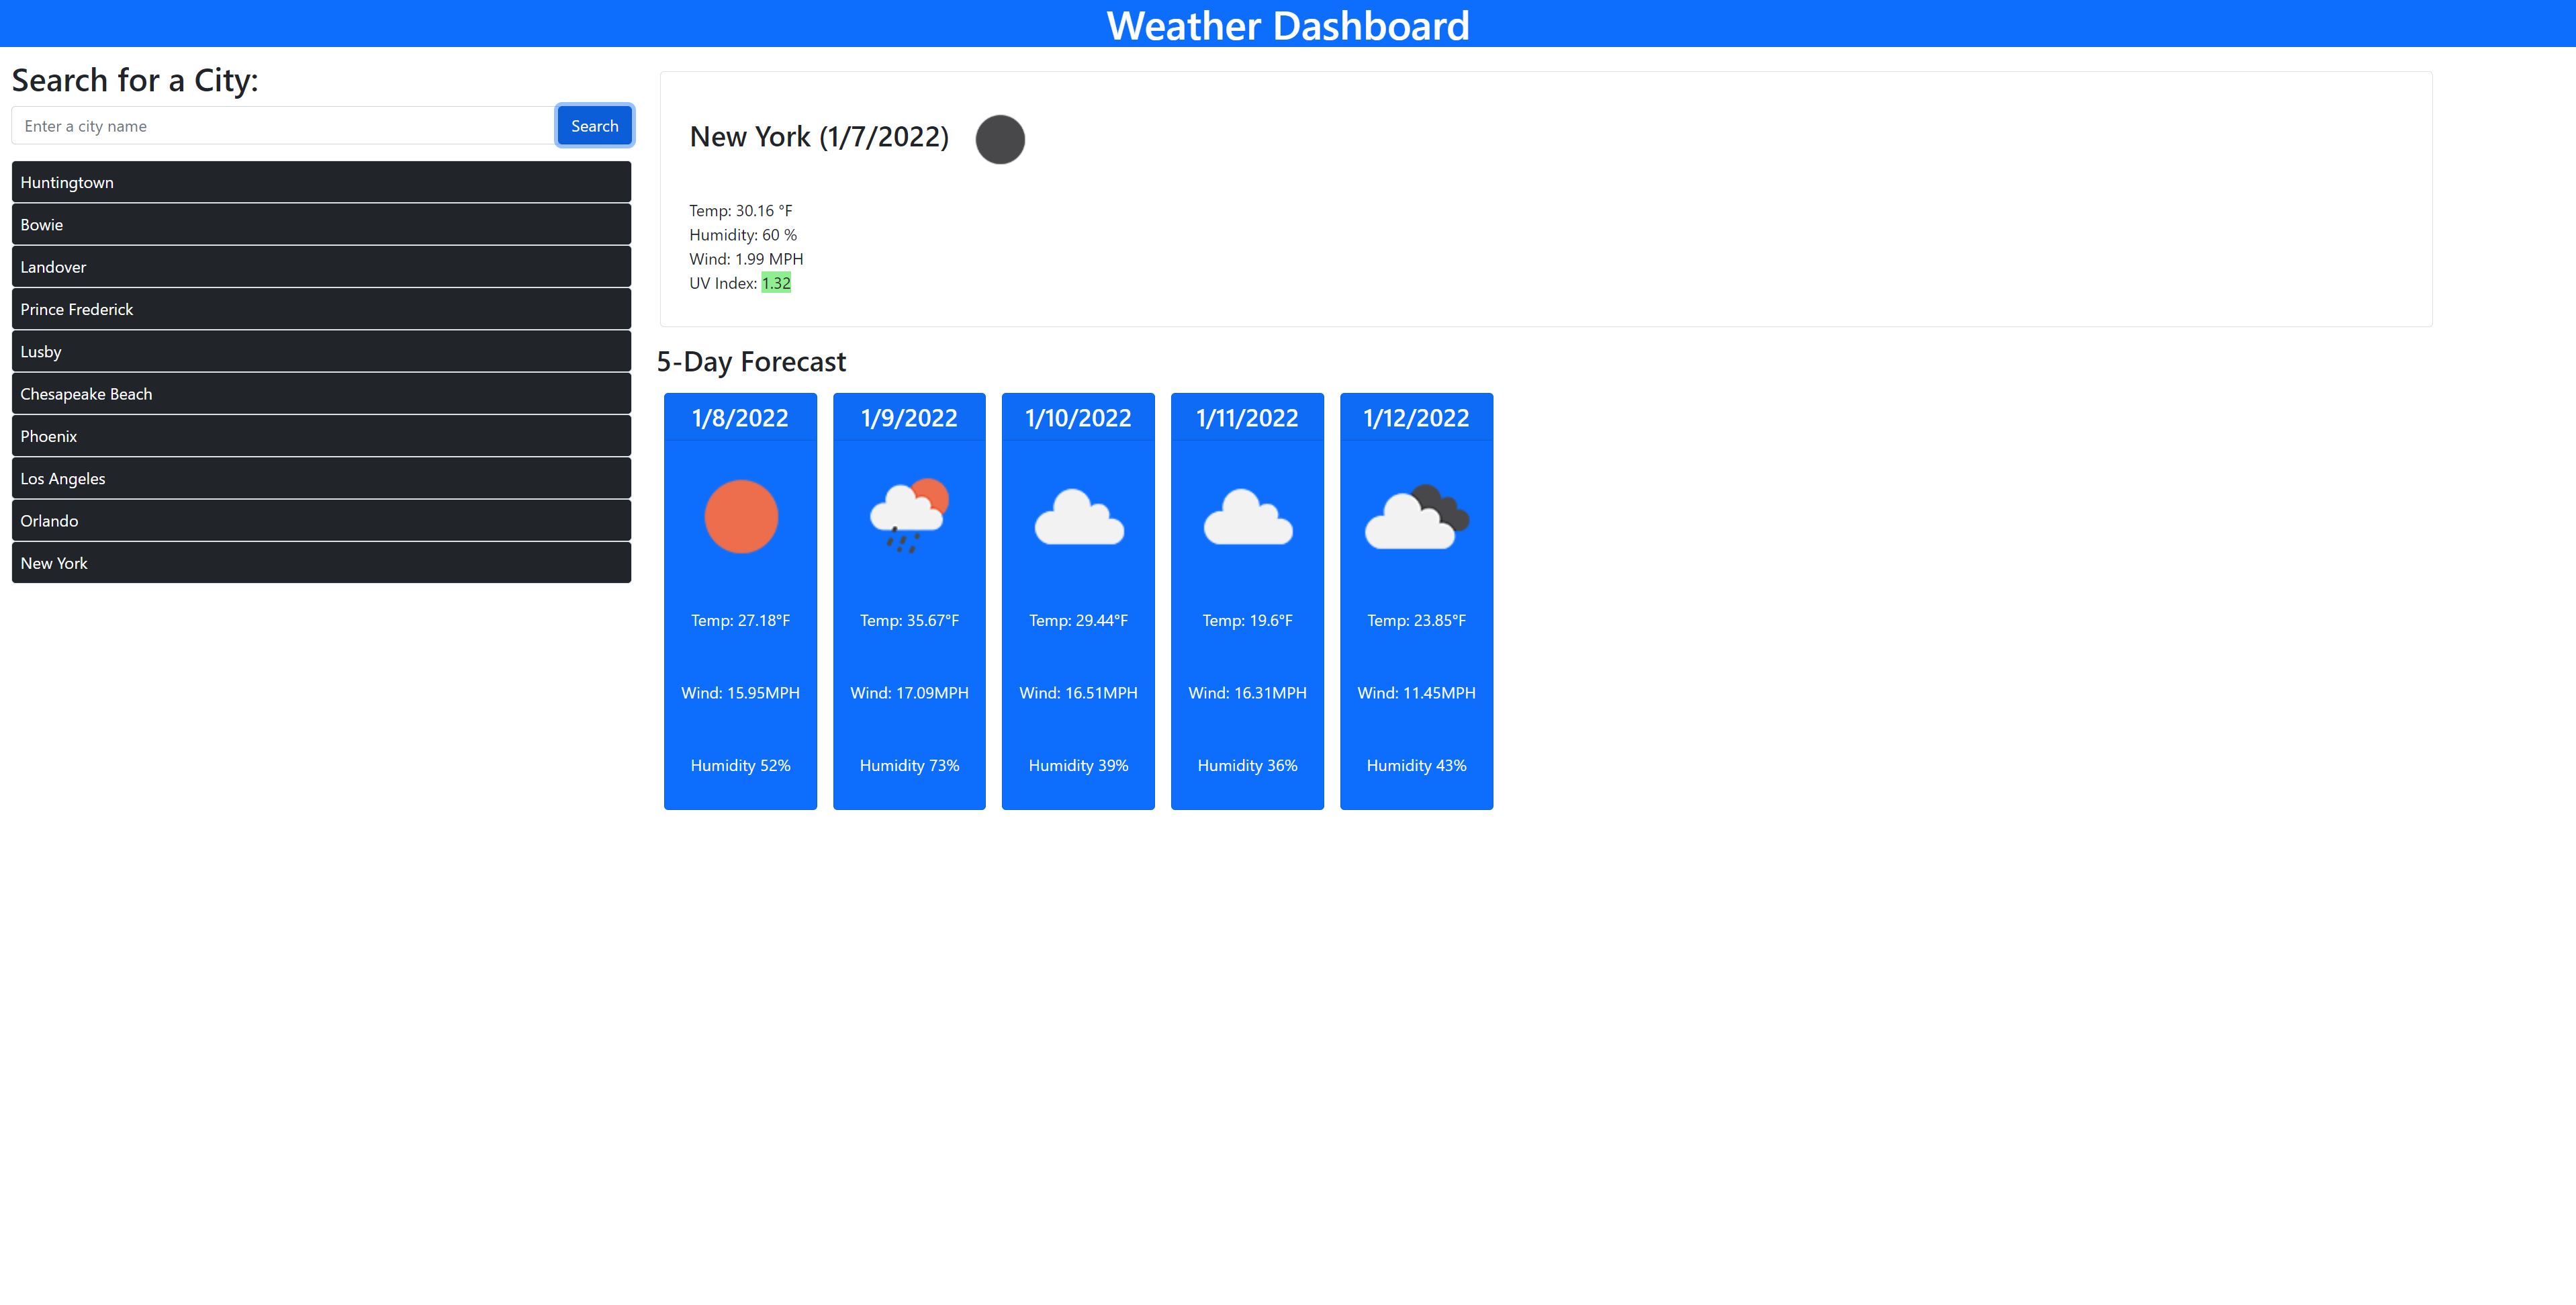 Weather Dashboard
Search for a City:
Enter a city name
Search
Huntingtown
Bowie
Landover
Prince Frederick
Lusby
Chesapeake Beach
Phoenix
Los Angeles
Orlando
New York
New York (1/7/2022)
Temp: 30.16 °F
Humidity: 60 %
Wind: 1.99 MPH
UV Index: 1.32
5-Day Forecast
1/8/2022
Temp: 27.18°F
Wind: 15.95MPH
Humidity 52%
1/9/2022
Temp: 35.67°F
Wind: 17.09MPH
Humidity 73%
1/10/2022
Temp: 29.44°F
Wind: 16.51MPH
Humidity 39%
1/11/2022
Temp: 19.6°F
Wind: 16.31MPH
Humidity 36%
1/12/2022
Temp: 23.85°F
Wind: 11.45MPH
Humidity 43%